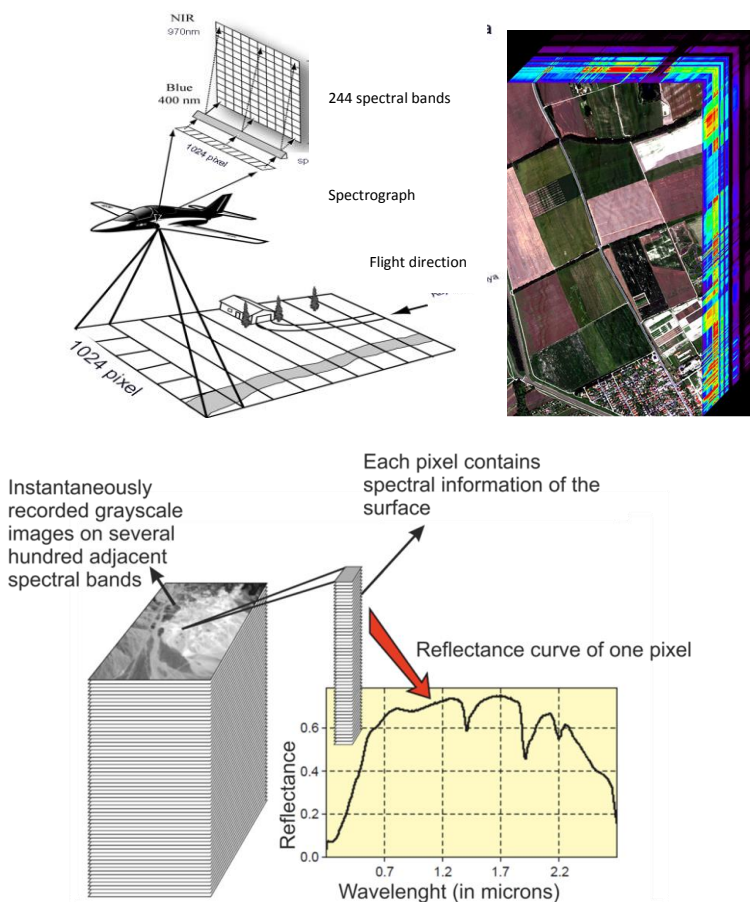 NIR
970nm
Blue
400 nm
1024 pixel
244 spectral bands
Spectrograph
Flight direction
1024 pixel
Instantaneously
recorded grayscale
images on several
hundred adjacent
spectral bands
Each pixel contains
spectral information of the
surface
Reflectance curve of one pixel
Reflectance
0.6
0.4
0.2
0.0
0.7 1.2 1.7 2.2
Wavelenght (in microns)